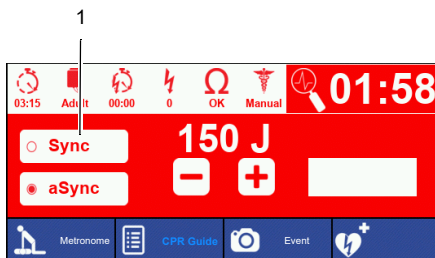 1
03:15 Adult 00:00 0 Ω OK Manual 01:58
150 J
Sync
− +
aSync
Metronome CPR Guide Event